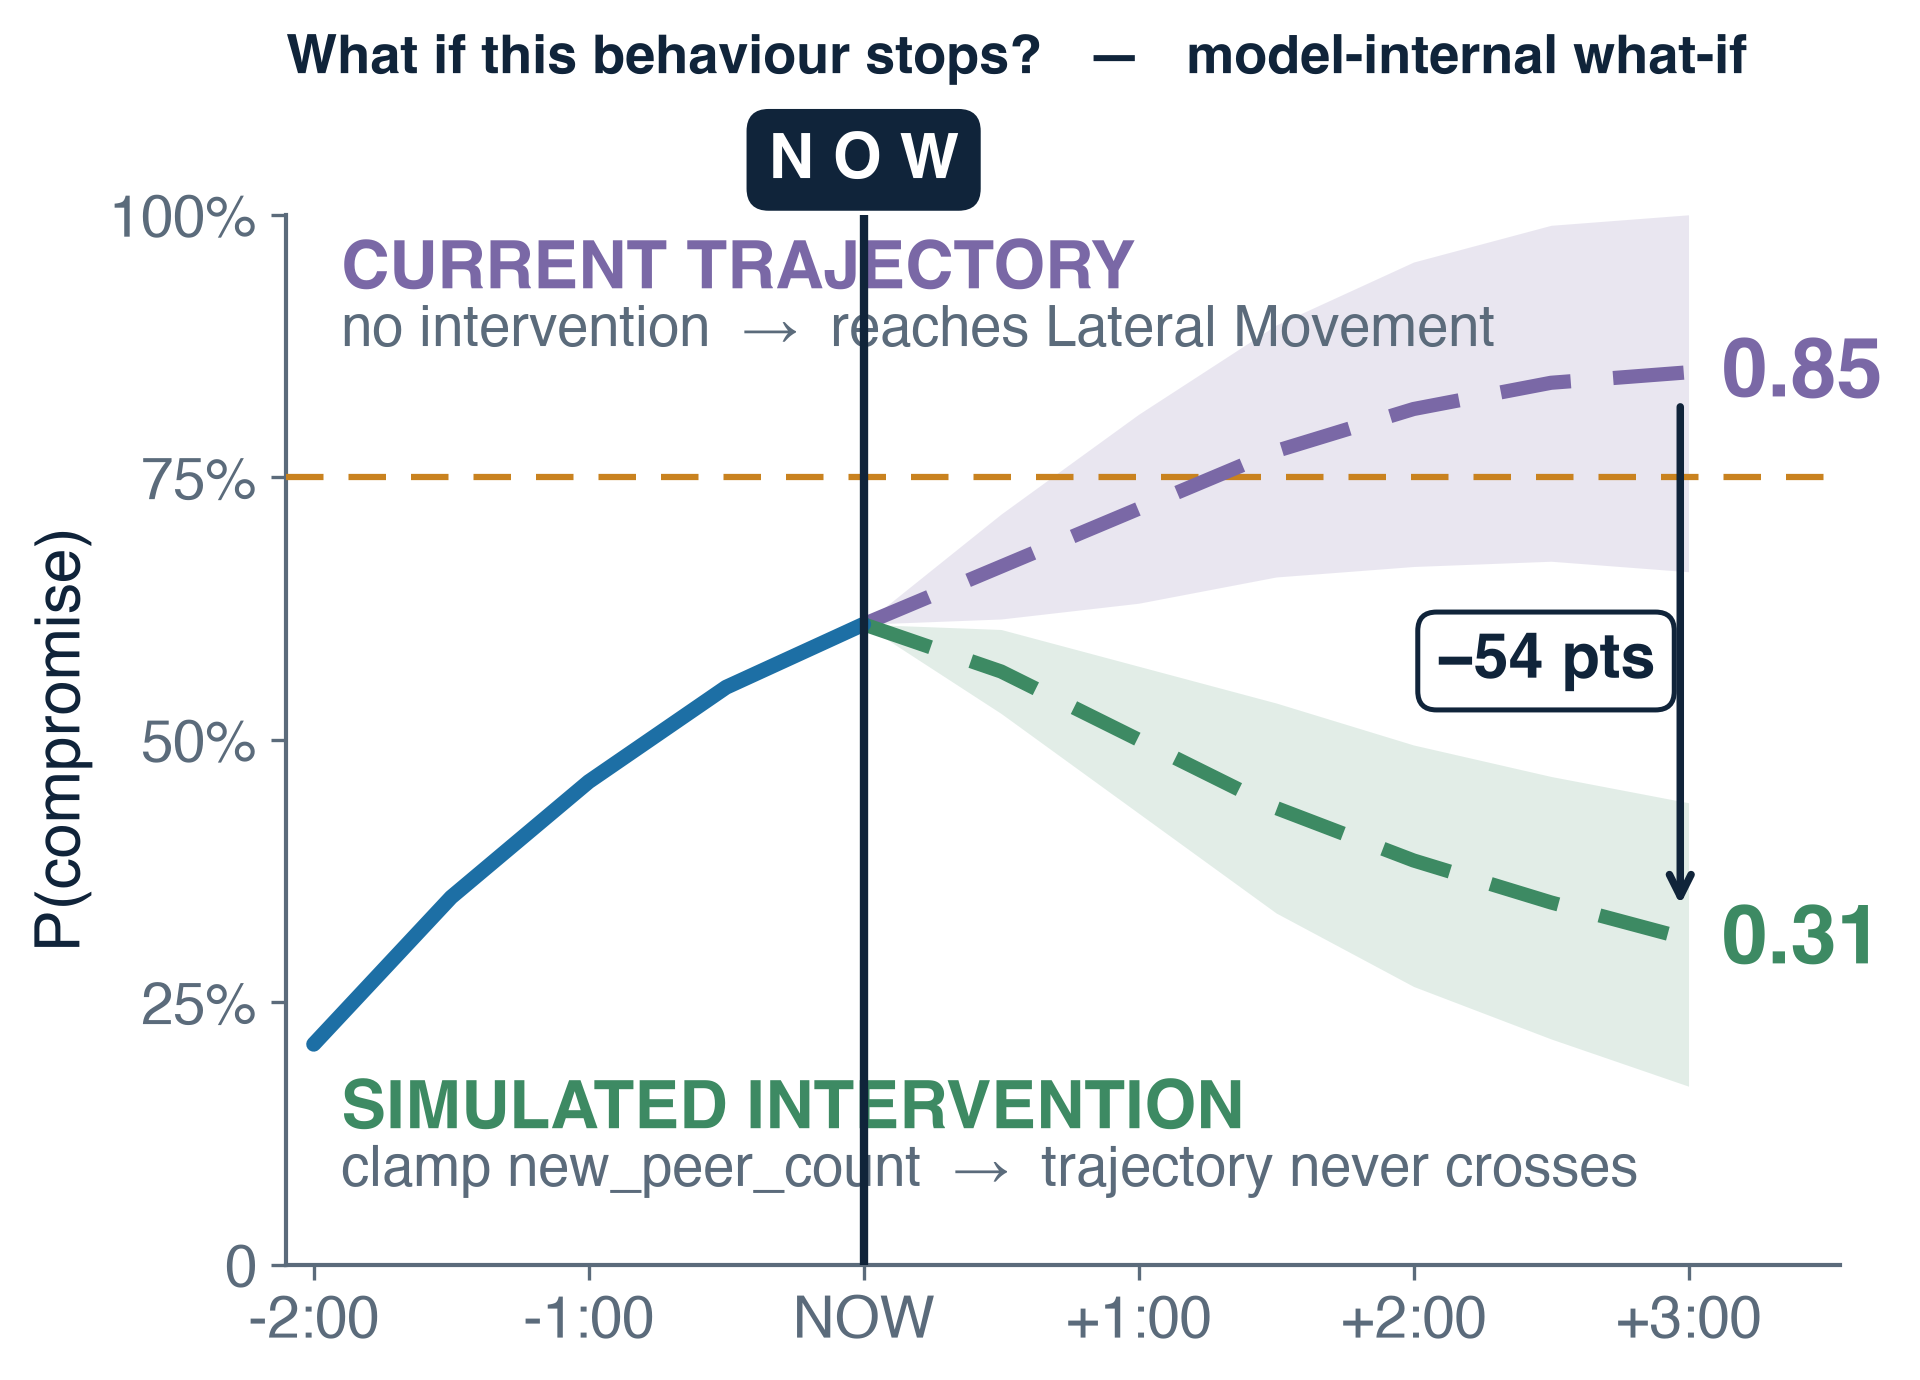 What if this behaviour stops? — model-internal what-if
NOW
100%
CURRENT TRAJECTORY
no intervention → reaches Lateral Movement
0.85
75%
P(compromise)
–54 pts
50%
0.31
25%
SIMULATED INTERVENTION
clamp new_peer_count → trajectory never crosses
0
-2:00 -1:00 NOW +1:00 +2:00 +3:00